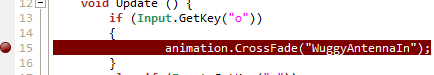 12 void Update () {
13 if (Input.GetKey("o"))
14 {
15 animation.CrossFade("WuggyAntennaIn");
16 }